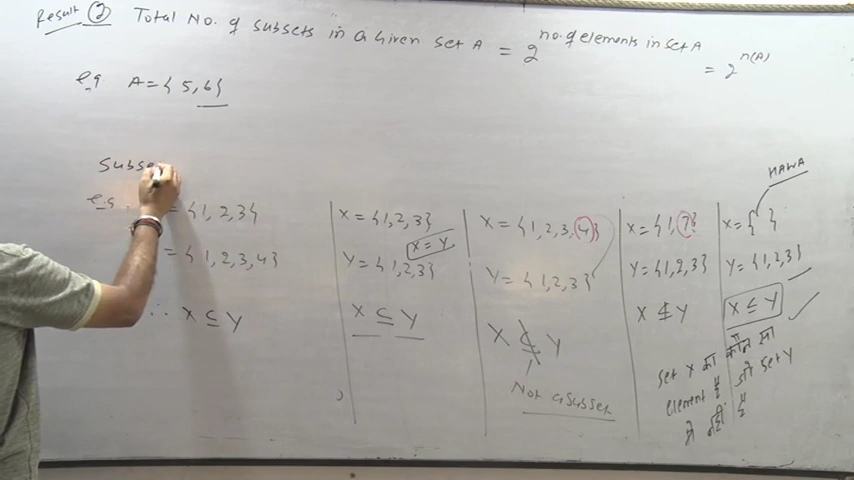 Result ② Total No. of subsets in a Given set A = 2^no. of elements in set A = 2^n(A)
e.g A = { 5, 6}
Subse
e.g. = {1, 2, 3}
= {1, 2, 3, 4}
∴ X ⊆ Y
X = {1, 2, 3}
X = Y
Y = {1, 2, 3}
X ⊆ Y
X = {1, 2, 3, 4}
Y = {1, 2, 3}
X ⊈ Y
Not a subset
X = {1, 7}
Y = {1, 2, 3}
X ⊈ Y
HAWA
X = { }
Y = {1, 2, 3}
X ⊆ Y
set X का कौन सा
element है जो set Y
में नहीं है